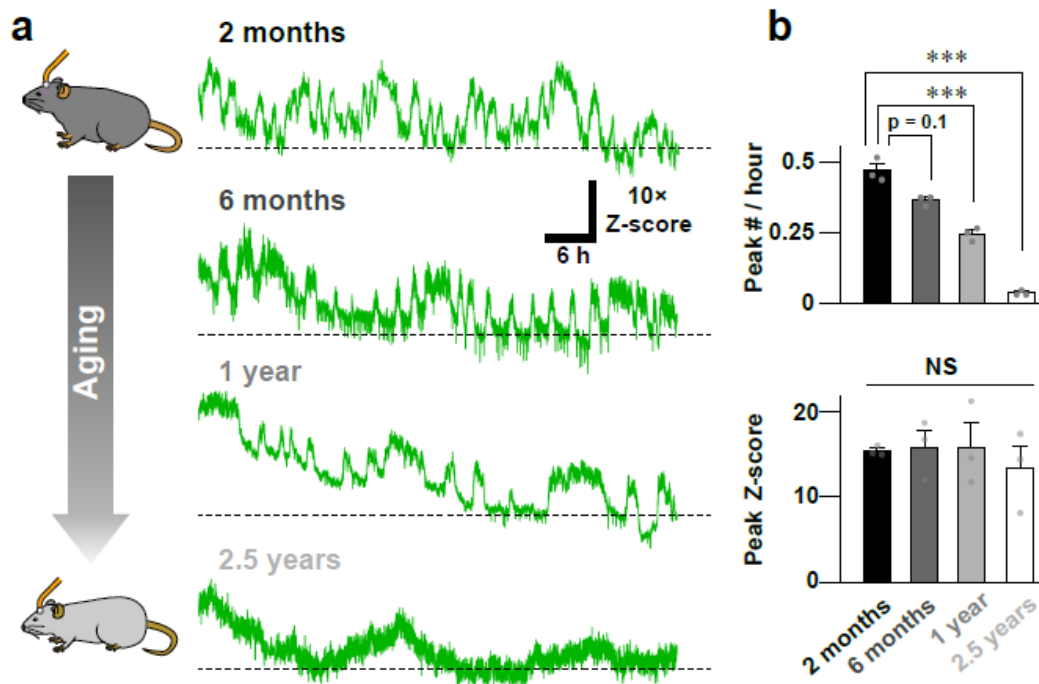 a
2 months
6 months
10×
Z-score
6 h
Aging
1 year
2.5 years
b
***
***
p = 0.1
0.5
0.25
0
Peak # / hour
NS
20
10
0
Peak Z-score
2 months
6 months
1 year
2.5 years